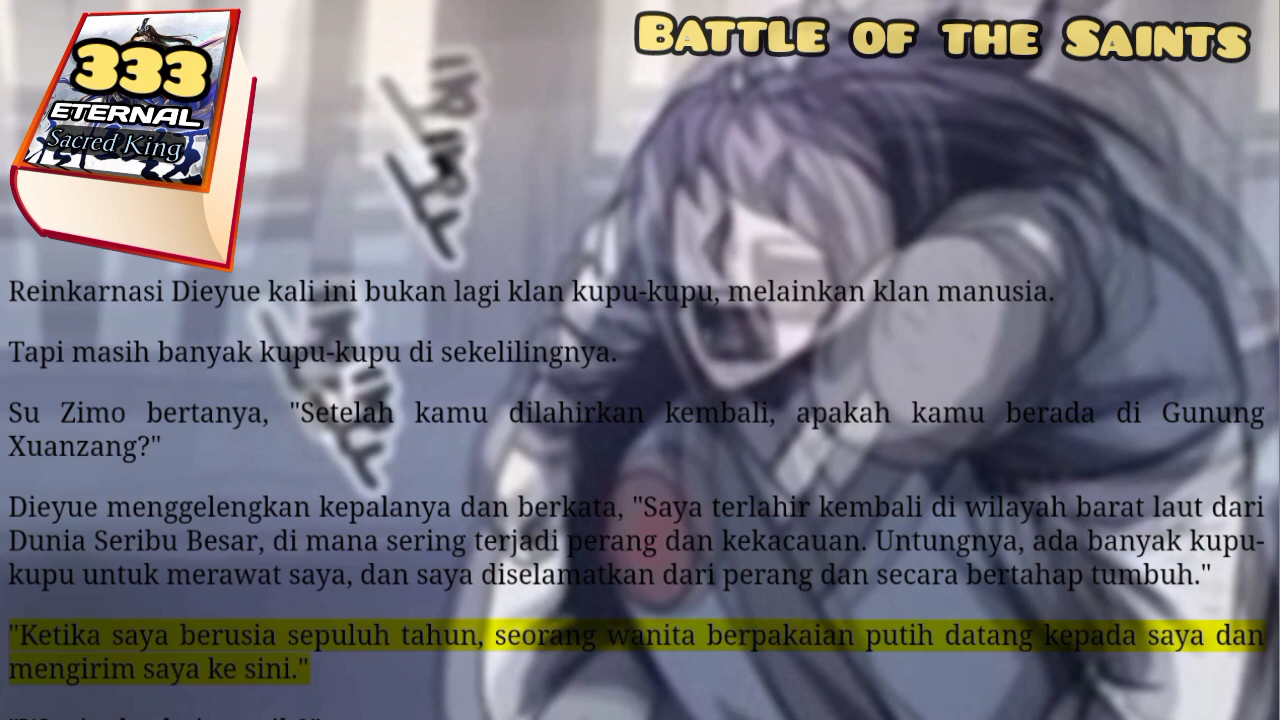 BATTLE OF THE SAINTS
333
ETERNAL
Sacred King
Reinkarnasi Dieyue kali ini bukan lagi klan kupu-kupu, melainkan klan manusia.
Tapi masih banyak kupu-kupu di sekelilingnya.
Su Zimo bertanya, "Setelah kamu dilahirkan kembali, apakah kamu berada di Gunung
Xuanzang?"
Dieyue menggelengkan kepalanya dan berkata, "Saya terlahir kembali di wilayah barat laut dari
Dunia Seribu Besar, di mana sering terjadi perang dan kekacauan. Untungnya, ada banyak kupu-
kupu untuk merawat saya, dan saya diselamatkan dari perang dan secara bertahap tumbuh."
"Ketika saya berusia sepuluh tahun, seorang wanita berpakaian putih datang kepada saya dan
mengirim saya ke sini."